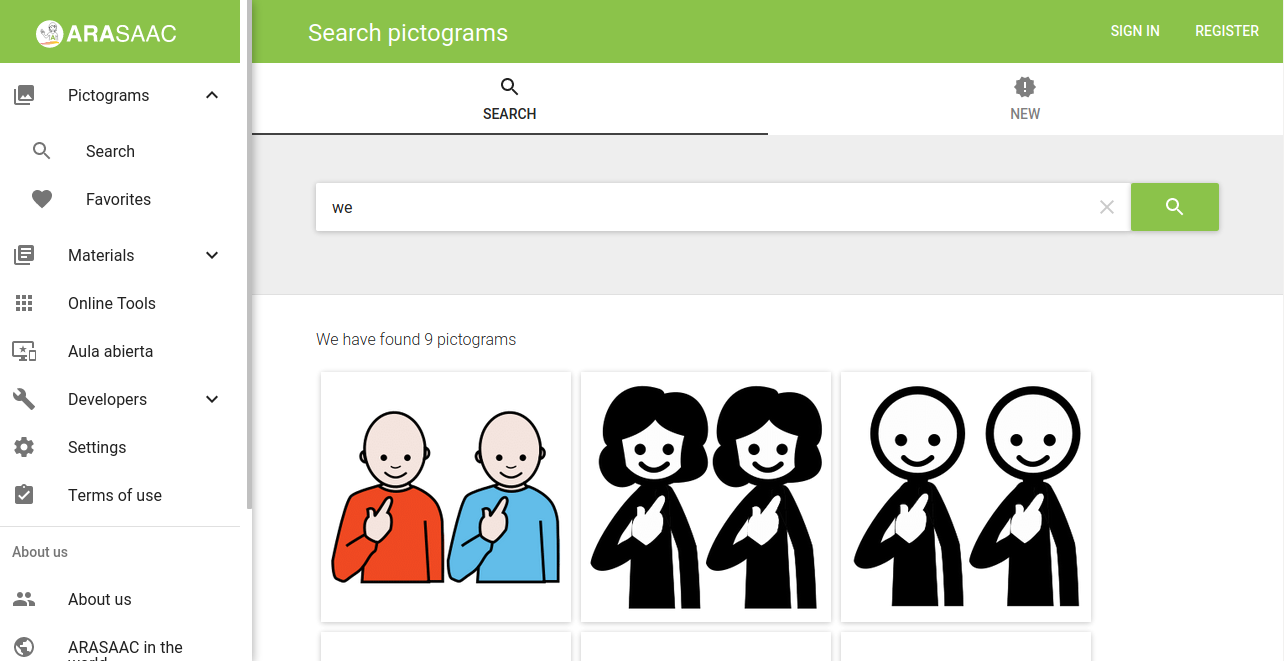 ARASAAC
Search pictograms
SIGN IN
REGISTER
Pictograms
Search
Favorites
Materials
Online Tools
Aula abierta
Developers
Settings
Terms of use
About us
About us
ARASAAC in the
world
SEARCH
NEW
we
We have found 9 pictograms